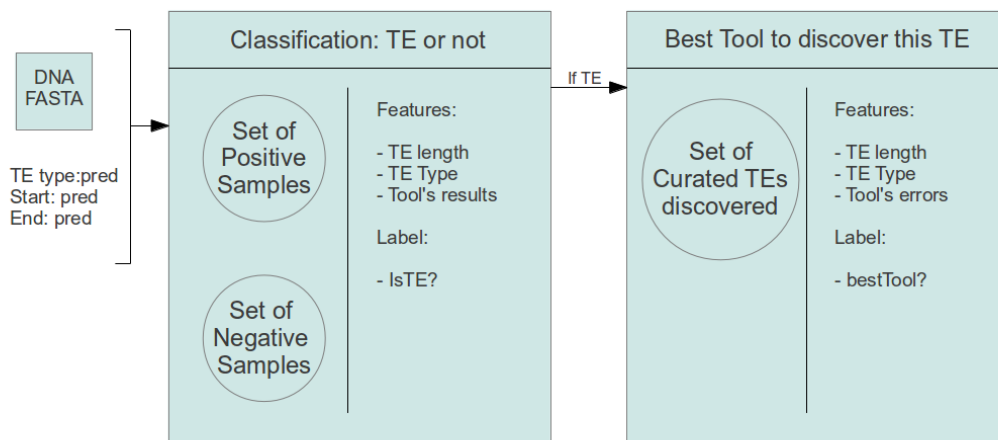 DNA
FASTA
TE type:pred
Start: pred
End: pred
Classification: TE or not
Set of
Positive
Samples
Set of
Negative
Samples
Features:
- TE length
- TE Type
- Tool's results
Label:
- IsTE?
If TE
Best Tool to discover this TE
Set of
Curated TEs
discovered
Features:
- TE length
- TE Type
- Tool's errors
Label:
- bestTool?